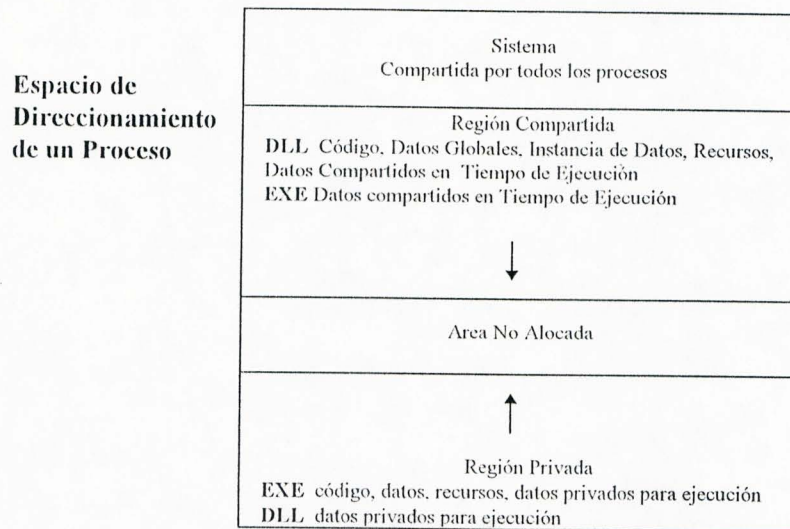 Espacio de
Direccionamiento
de un Proceso
Sistema
Compartida por todos los procesos
Región Compartida
DLL Código, Datos Globales, Instancia de Datos, Recursos,
Datos Compartidos en Tiempo de Ejecución
EXE Datos compartidos en Tiempo de Ejecución
Area No Alocada
Región Privada
EXE código, datos, recursos, datos privados para ejecución
DLL datos privados para ejecución